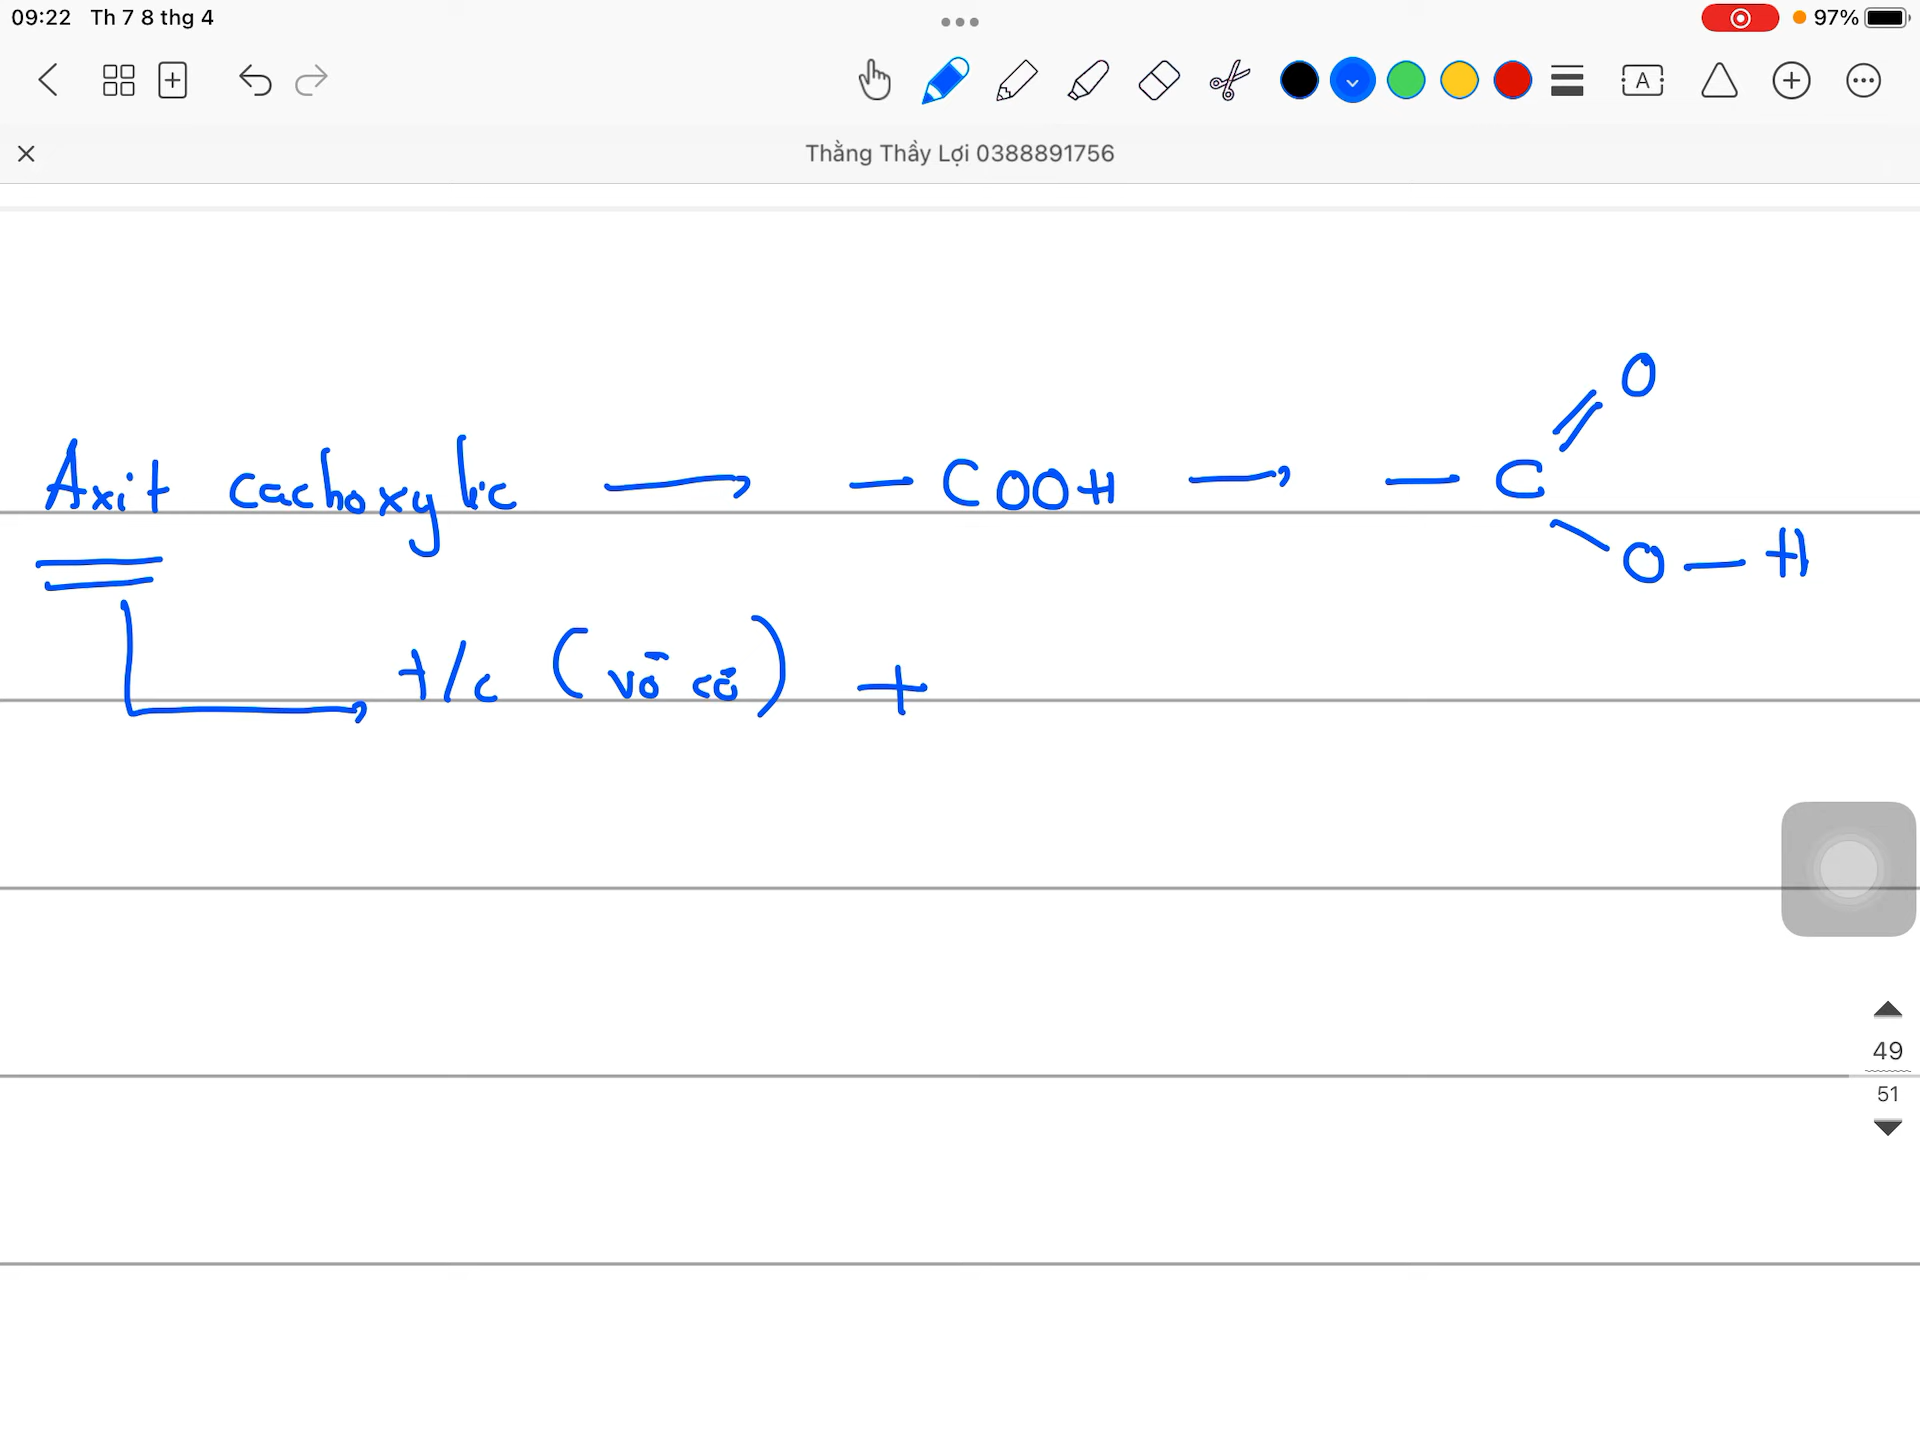 09:22 Th 7 8 thg 4 97%
A
Thằng Thầy Lợi 0388891756
O
Axit cacboxylic → – COOH → – C
O – H
t/c (vô cơ) +
49
51